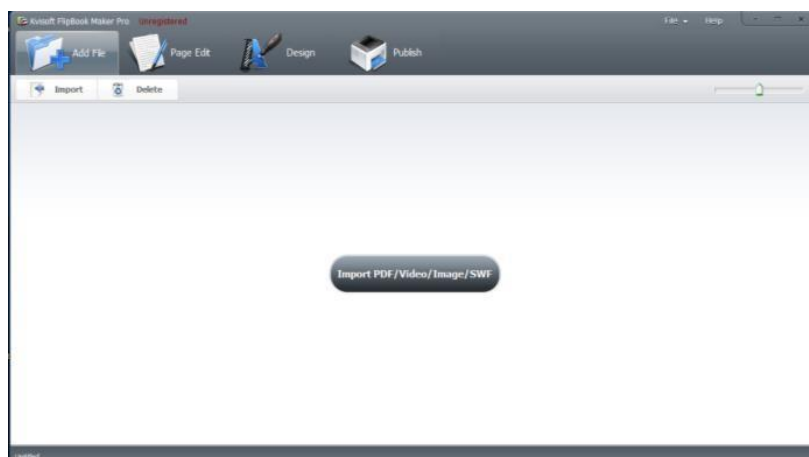 Kvisoft FlipBook Maker Pro Unregistered File Help
Add File Page Edit Design Publish
Import Delete
Import PDF/Video/Image/SWF
Untitled